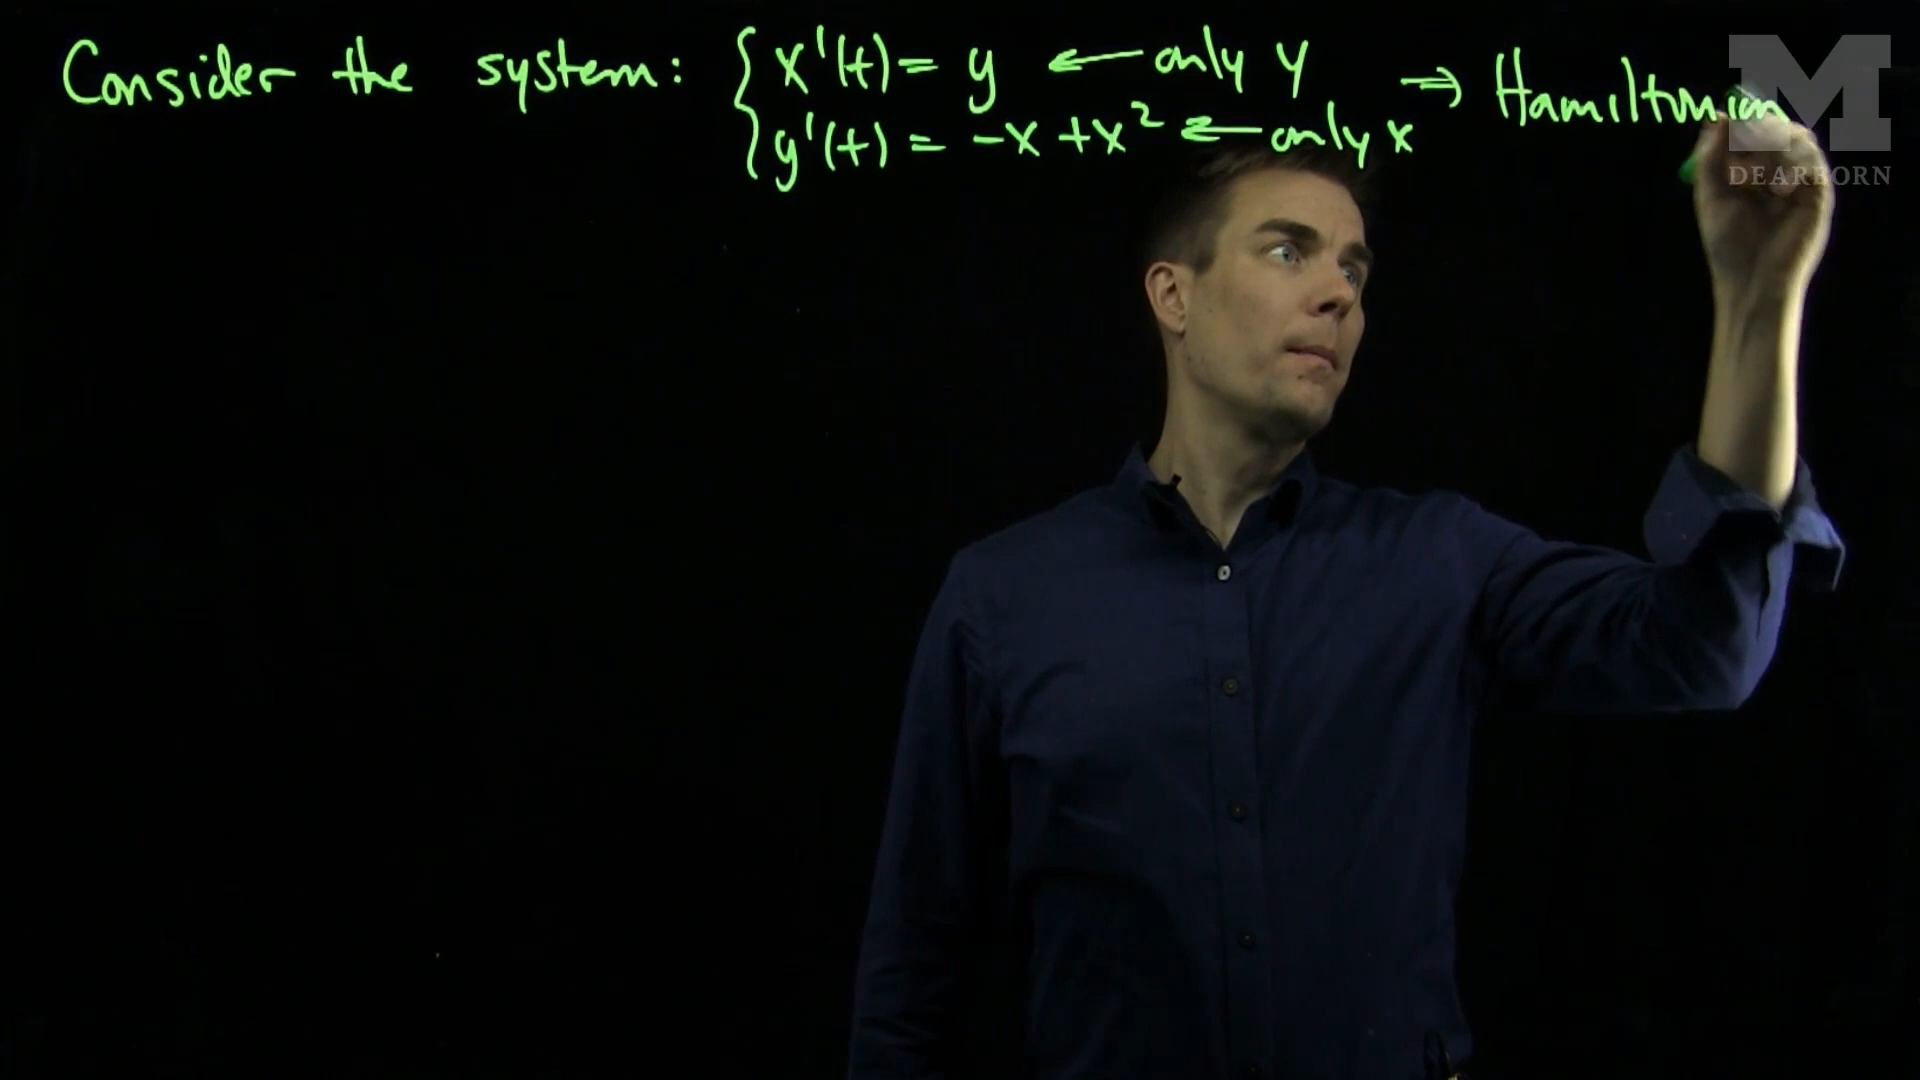 Consider the system: { x'(t) = y ← only y ⇒ Hamiltonian
y'(t) = -x + x² ← only x
M
DEARBORN